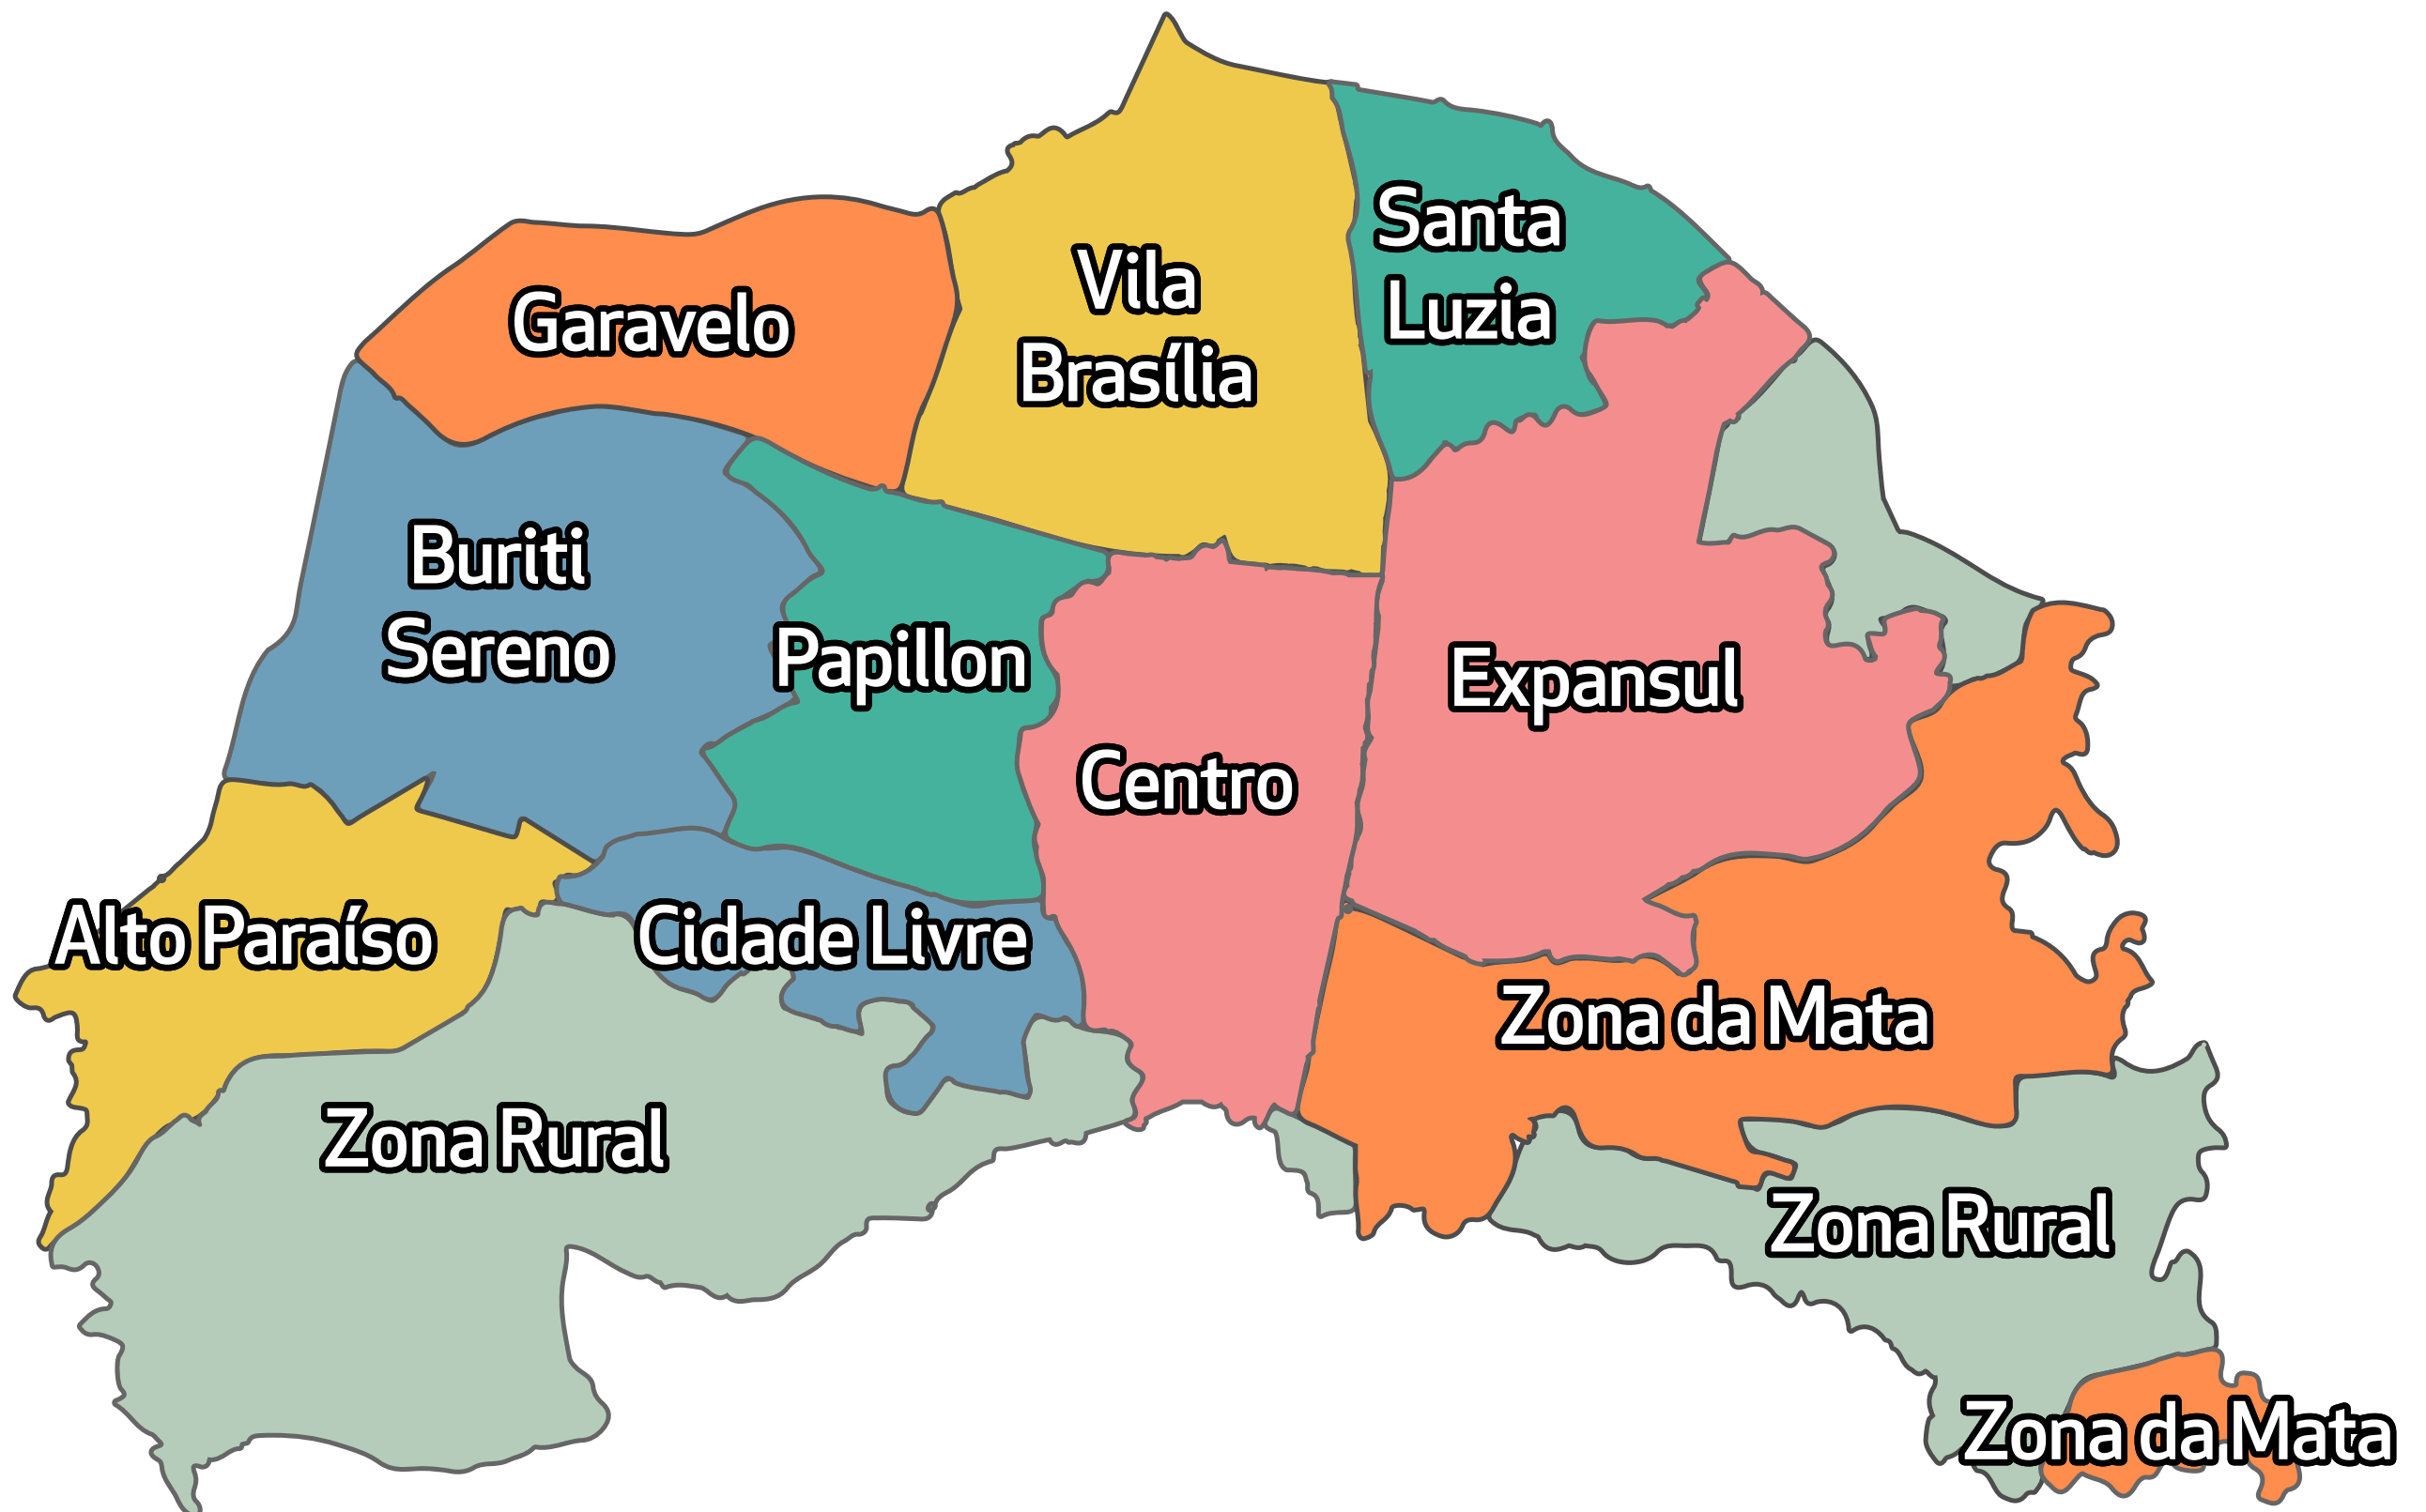 Santa
Luzia
Vila
Brasília
Garavelo
Buriti
Sereno
Papillon
Expansul
Centro
Alto Paraíso
Cidade Livre
Zona da Mata
Zona Rural
Zona Rural
Zona da Mata